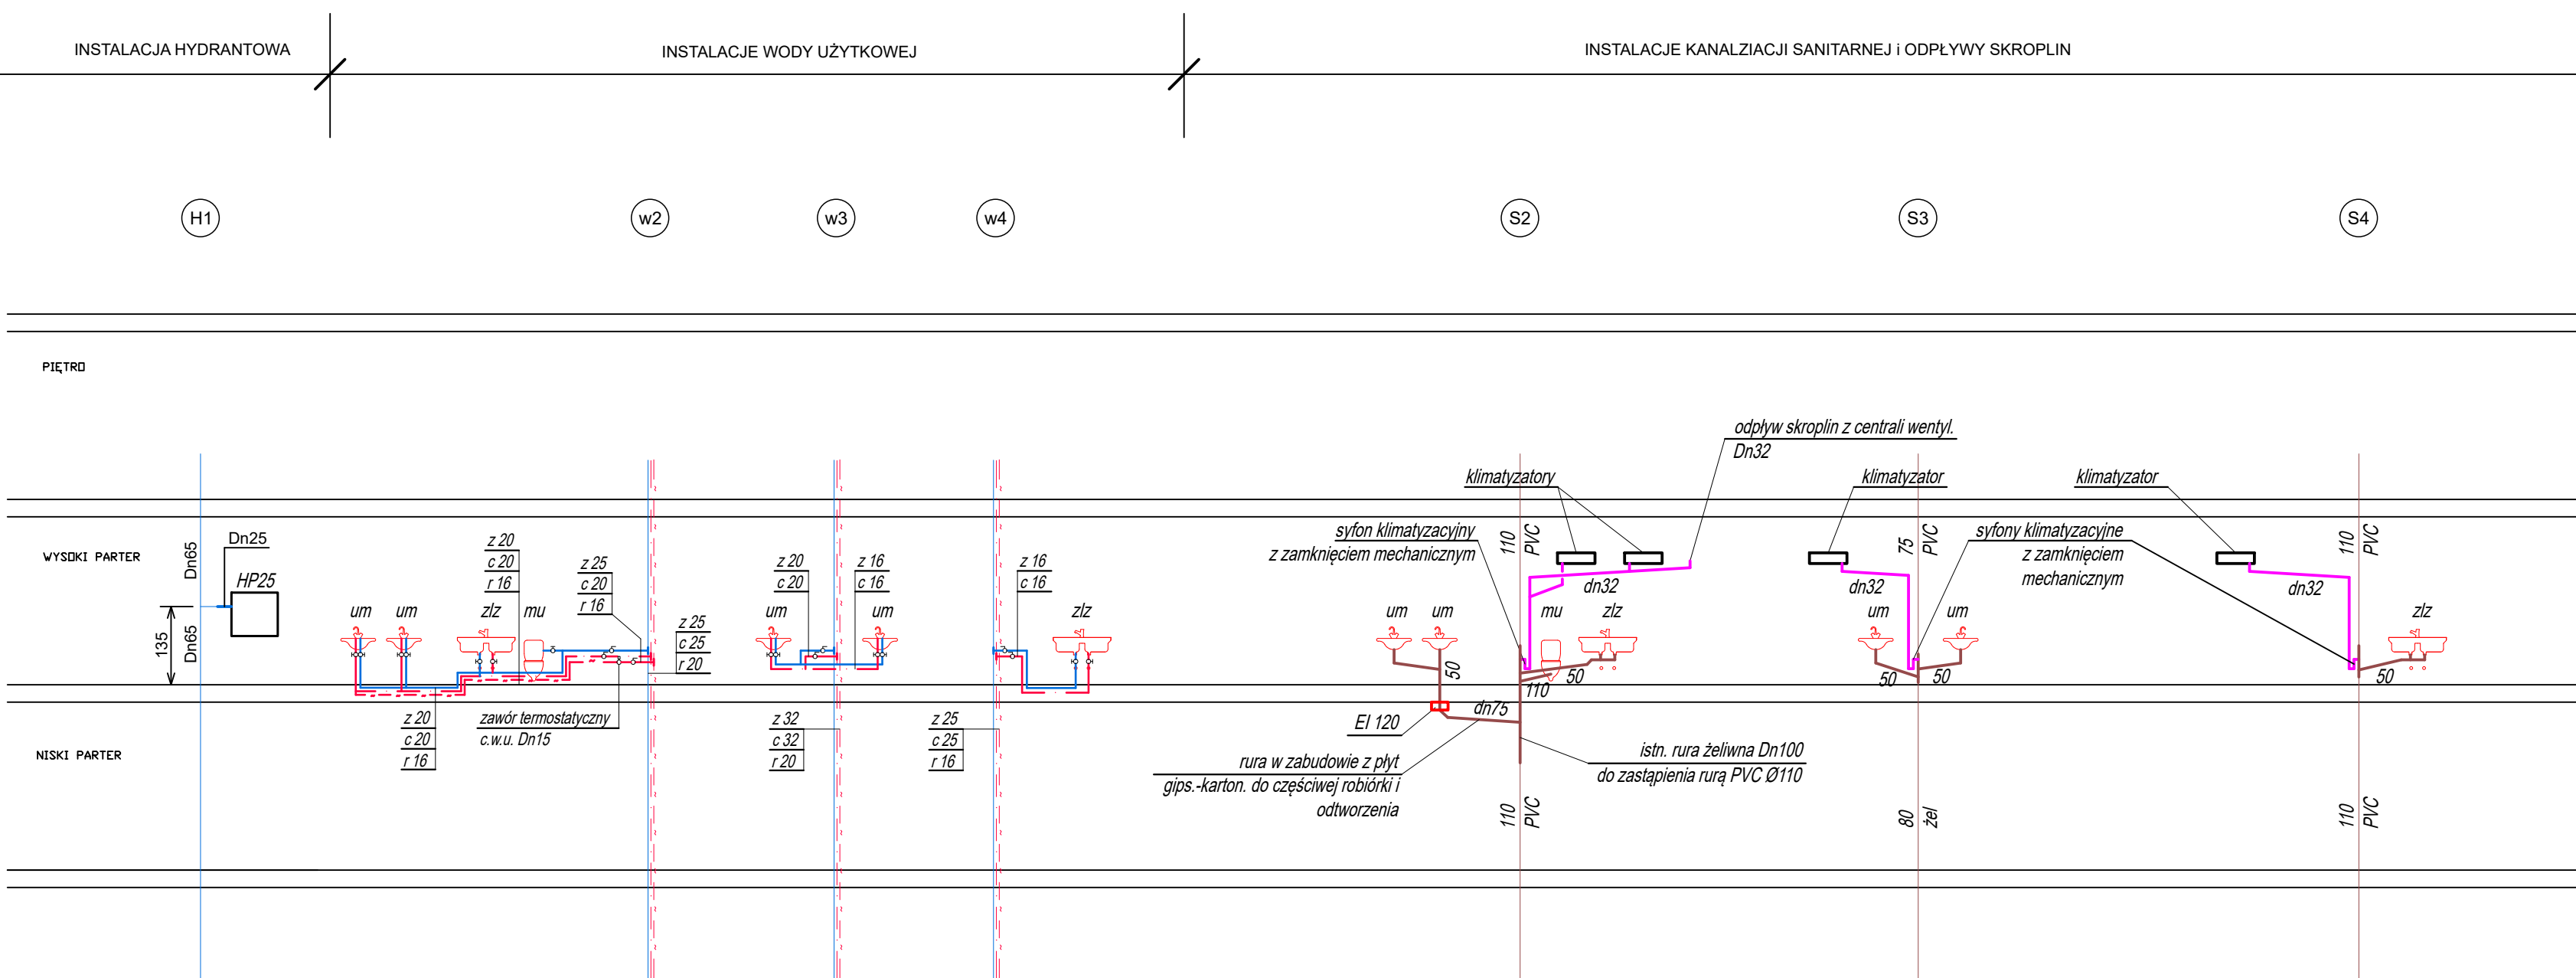 INSTALACJA HYDRANTOWA
INSTALACJE WODY UŻYTKOWEJ
INSTALACJE KANALZIACJI SANITARNEJ i ODPŁYWY SKROPLIN
H1
w2
w3
w4
S2
S3
S4
PIĘTRO
WYSOKI PARTER
NISKI PARTER
Dn65
Dn25
HP25
135
Dn65
um
um
zlz
mu
z 20
c 20
r 16
z 25
c 20
r 16
z 25
c 25
r 20
z 20
c 20
r 16
zawór termostatyczny
c.w.u. Dn15
z 20
c 20
z 16
c 16
um
um
z 32
c 32
r 20
z 16
c 16
zlz
z 25
c 25
r 16
odpływ skroplin z centrali wentyl.
Dn32
klimatyzatory
syfon klimatyzacyjny
z zamknięciem mechanicznym
110
PVC
dn32
um
um
mu
zlz
50
50
110
dn75
EI 120
rura w zabudowie z płyt
gips.-karton. do częściwej robiórki i
odtworzenia
istn. rura żeliwna Dn100
do zastąpienia rurą PVC Ø110
110
PVC
klimatyzator
75
PVC
dn32
um
um
50
50
80
żel
syfony klimatyzacyjne
z zamknięciem
mechanicznym
klimatyzator
110
PVC
dn32
zlz
50
110
PVC